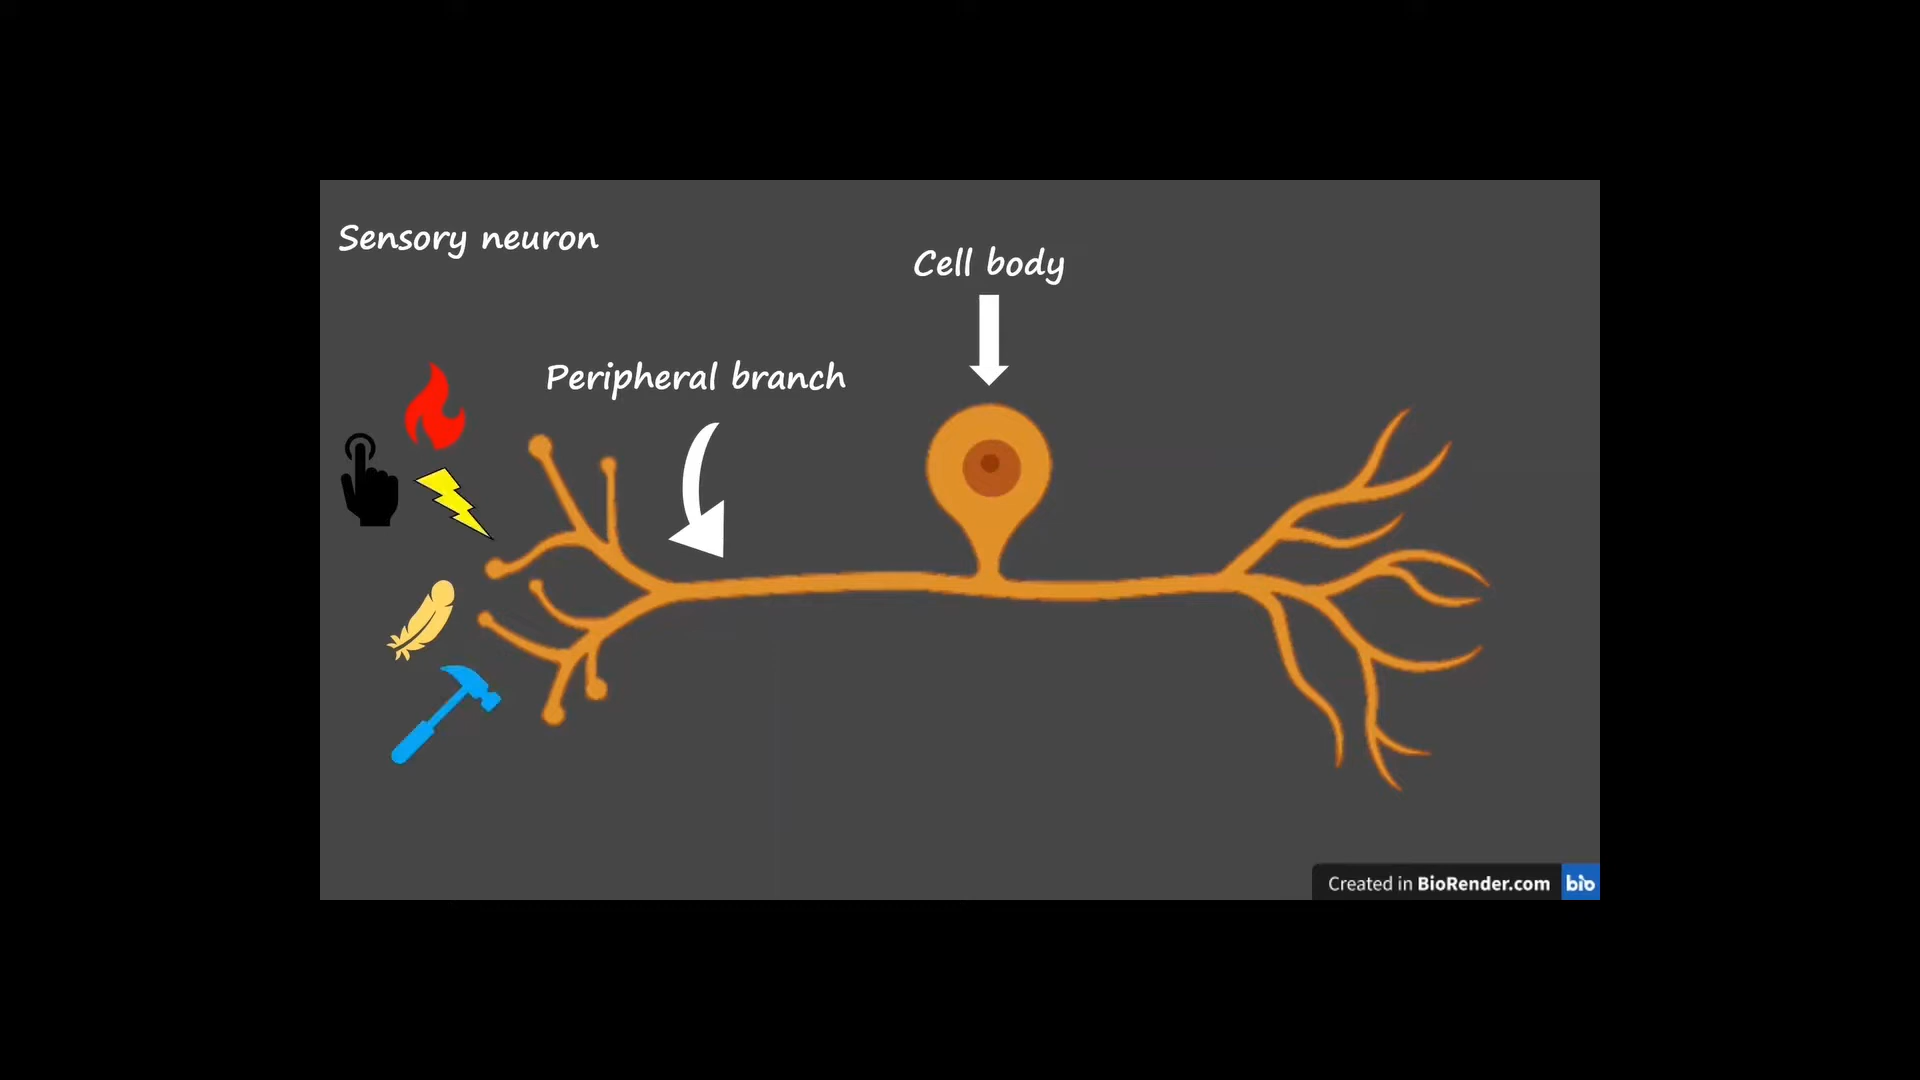 Sensory neuron
Cell body
Peripheral branch
Created in BioRender.com bio